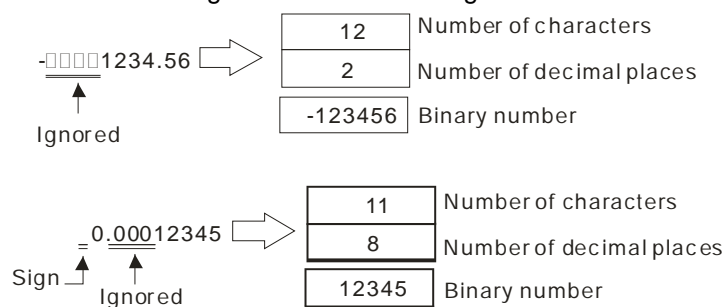 12
Number of characters
-□□□□1234.56
2
Number of decimal places
Ignored
-123456
Binary number
11
Number of characters
0.00012345
8
Number of decimal places
Sign
Ignored
12345
Binary number